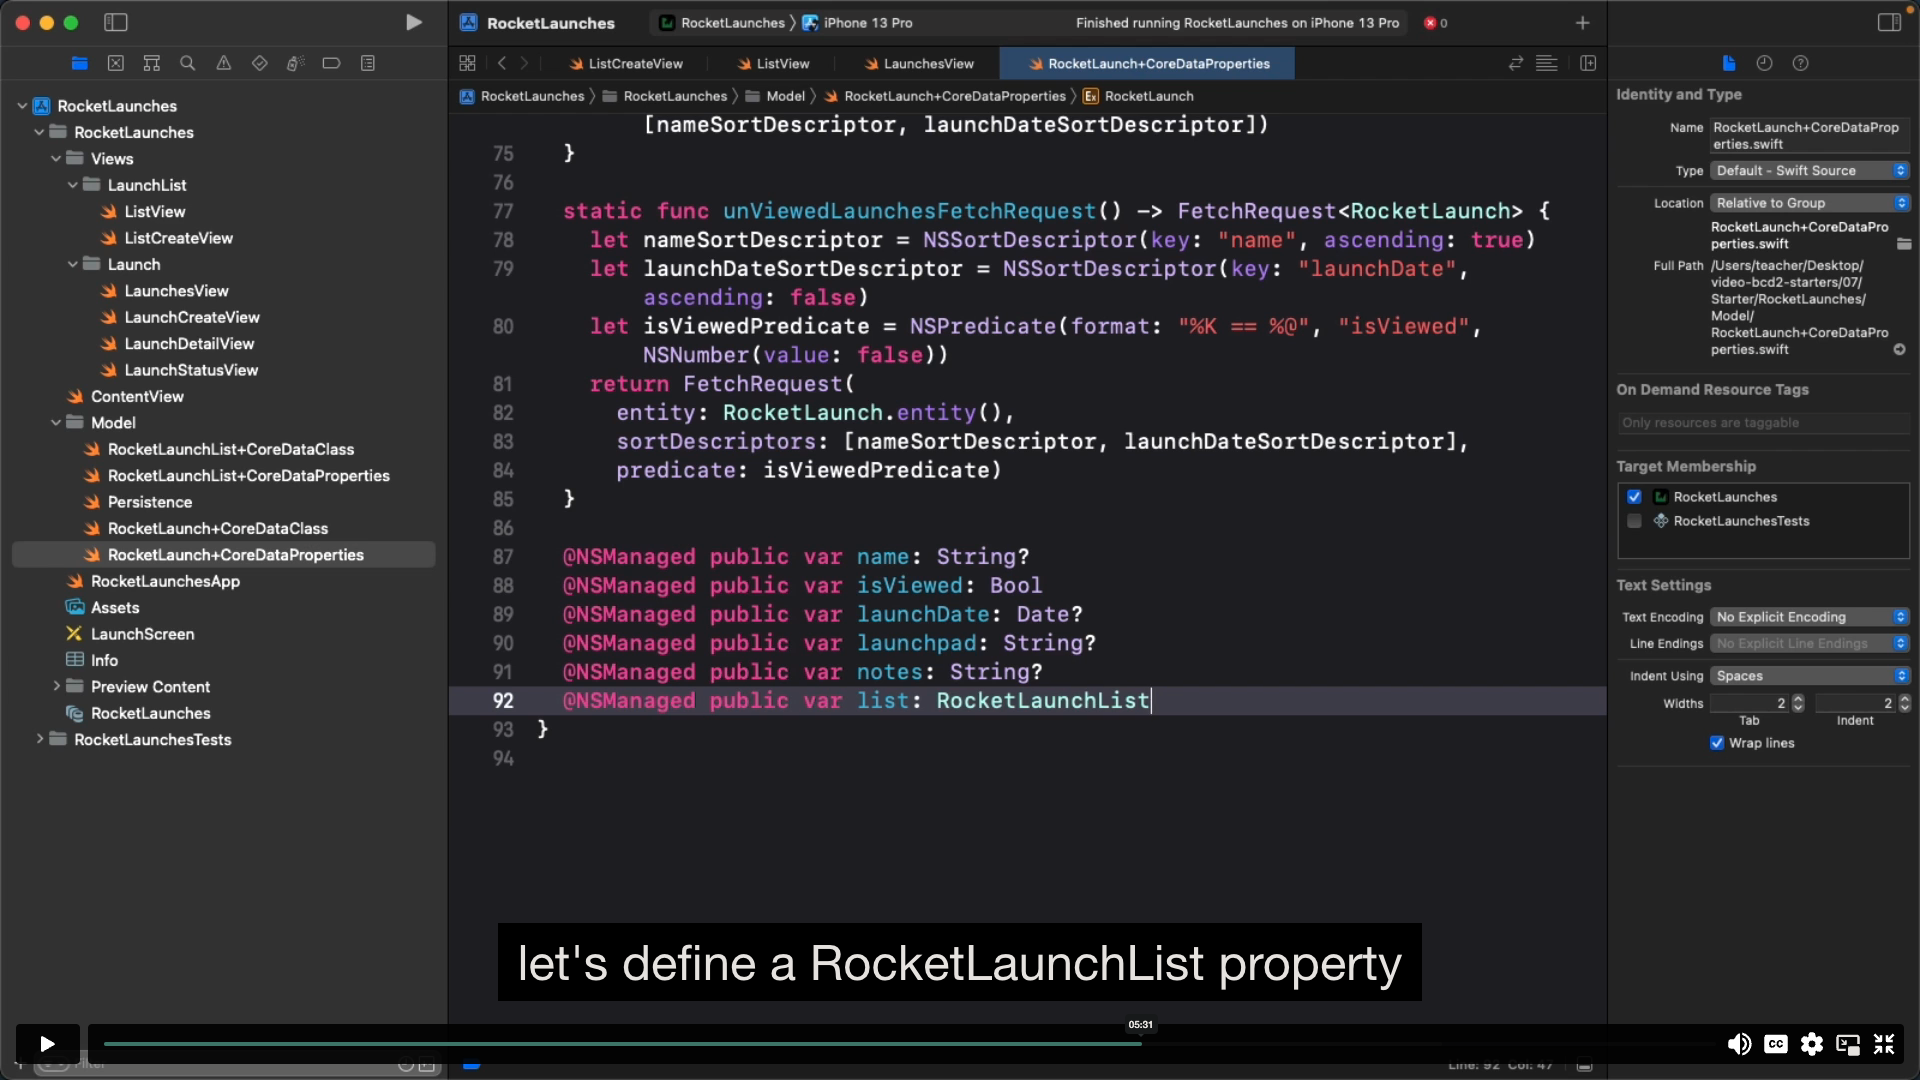 RocketLaunches
RocketLaunches
iPhone 13 Pro
Finished running RocketLaunches on iPhone 13 Pro
0
ListCreateView
ListView
LaunchesView
RocketLaunch+CoreDataProperties
RocketLaunches
RocketLaunches
Model
RocketLaunch+CoreDataProperties
Ex RocketLaunch
RocketLaunches
RocketLaunches
Views
LaunchList
ListView
ListCreateView
Launch
LaunchesView
LaunchCreateView
LaunchDetailView
LaunchStatusView
ContentView
Model
RocketLaunchList+CoreDataClass
RocketLaunchList+CoreDataProperties
Persistence
RocketLaunch+CoreDataClass
RocketLaunch+CoreDataProperties
RocketLaunchesApp
Assets
LaunchScreen
Info
Preview Content
RocketLaunches
RocketLaunchesTests
Filter
[nameSortDescriptor, launchDateSortDescriptor])
75 }
76
77 static func unViewedLaunchesFetchRequest() -> FetchRequest<RocketLaunch> {
78 let nameSortDescriptor = NSSortDescriptor(key: "name", ascending: true)
79 let launchDateSortDescriptor = NSSortDescriptor(key: "launchDate",
ascending: false)
80 let isViewedPredicate = NSPredicate(format: "%K == %@", "isViewed",
NSNumber(value: false))
81 return FetchRequest(
82 entity: RocketLaunch.entity(),
83 sortDescriptors: [nameSortDescriptor, launchDateSortDescriptor],
84 predicate: isViewedPredicate)
85 }
86
87 @NSManaged public var name: String?
88 @NSManaged public var isViewed: Bool
89 @NSManaged public var launchDate: Date?
90 @NSManaged public var launchpad: String?
91 @NSManaged public var notes: String?
92 @NSManaged public var list: RocketLaunchList
93 }
94
Identity and Type
Name RocketLaunch+CoreDataProp
erties.swift
Type Default - Swift Source
Location Relative to Group
RocketLaunch+CoreDataPro
perties.swift
Full Path /Users/teacher/Desktop/
video-bcd2-starters/07/
Starter/RocketLaunches/
Model/
RocketLaunch+CoreDataPro
perties.swift
On Demand Resource Tags
Only resources are taggable
Target Membership
RocketLaunches
RocketLaunchesTests
Text Settings
Text Encoding No Explicit Encoding
Line Endings No Explicit Line Endings
Indent Using Spaces
Widths 2 2
Tab Indent
Wrap lines
let's define a RocketLaunchList property
05:31
CC
Line: 92 Col: 47